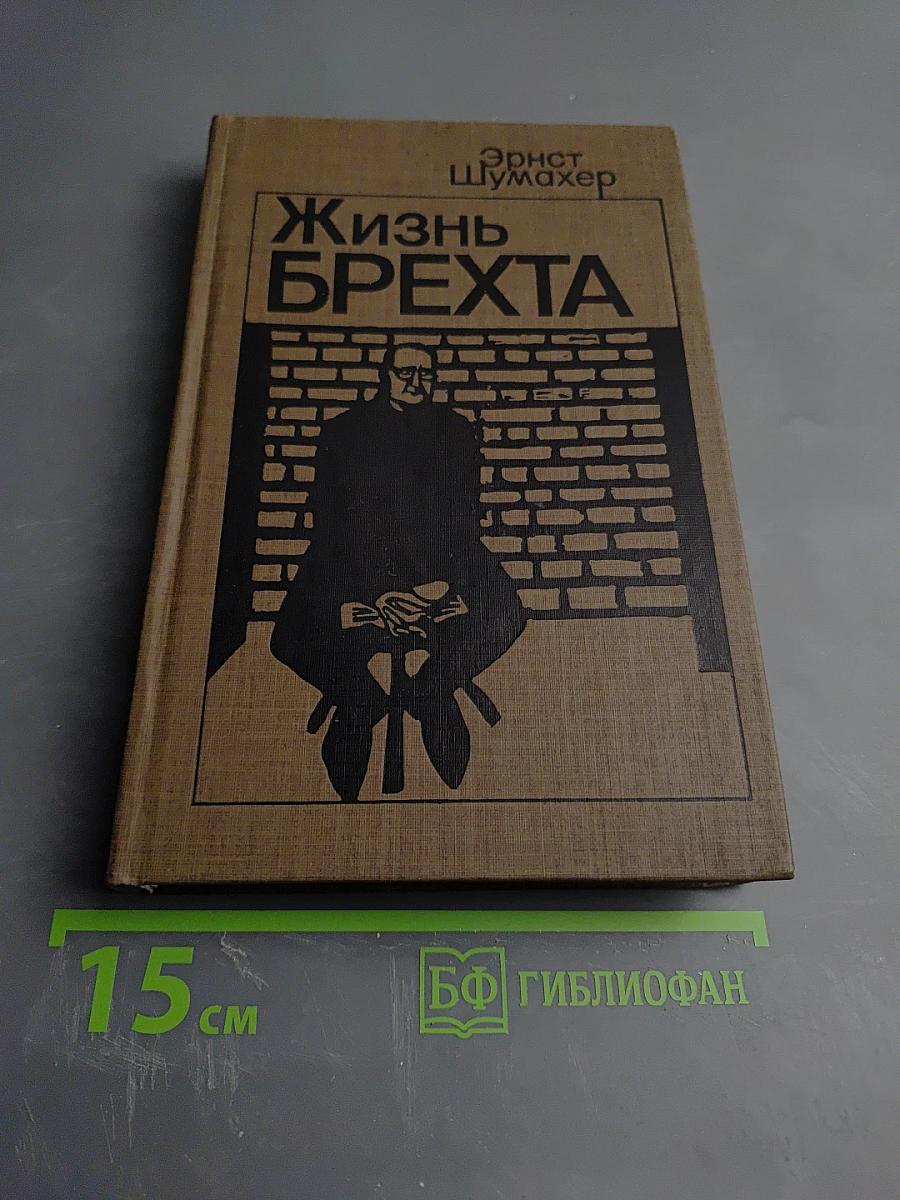 Эрнст
Шумахер
Жизнь
БРЕХТА
15 см
БФ
ГИБЛИОФАН